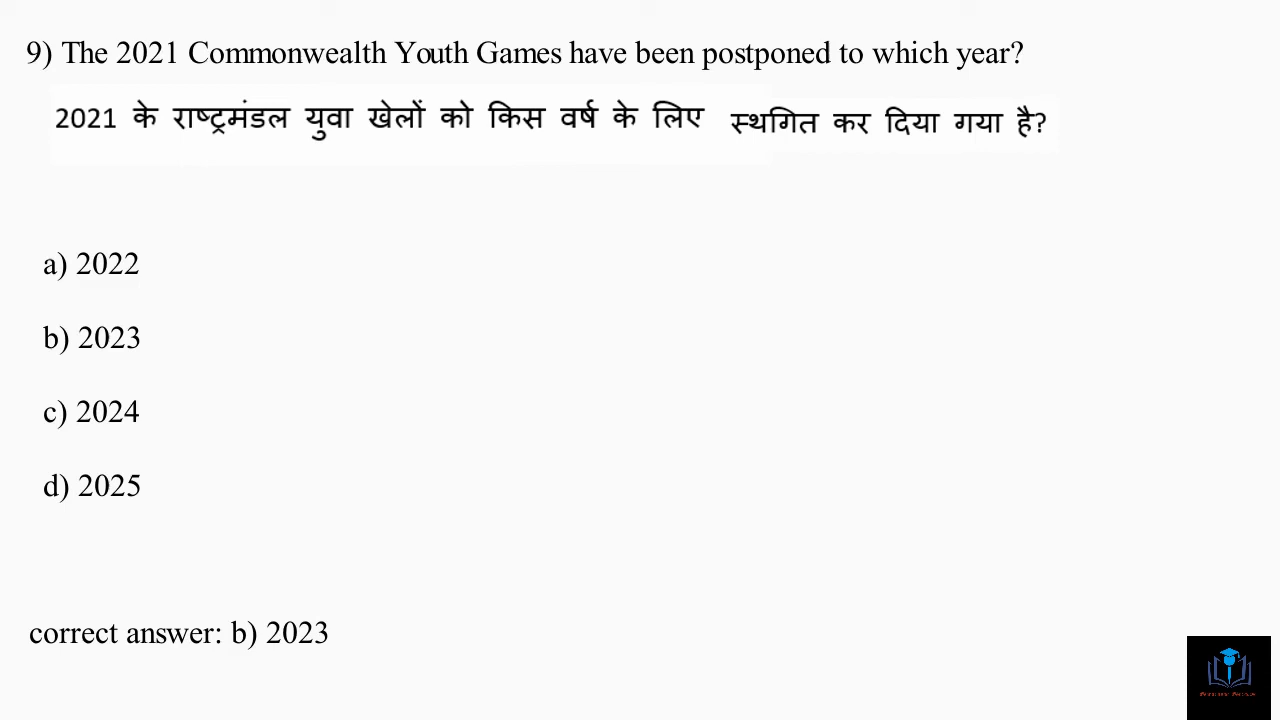 9) The 2021 Commonwealth Youth Games have been postponed to which year?
2021 के राष्ट्रमंडल युवा खेलों को किस वर्ष के लिए स्थगित कर दिया गया है?
a) 2022
b) 2023
c) 2024
d) 2025
correct answer: b) 2023